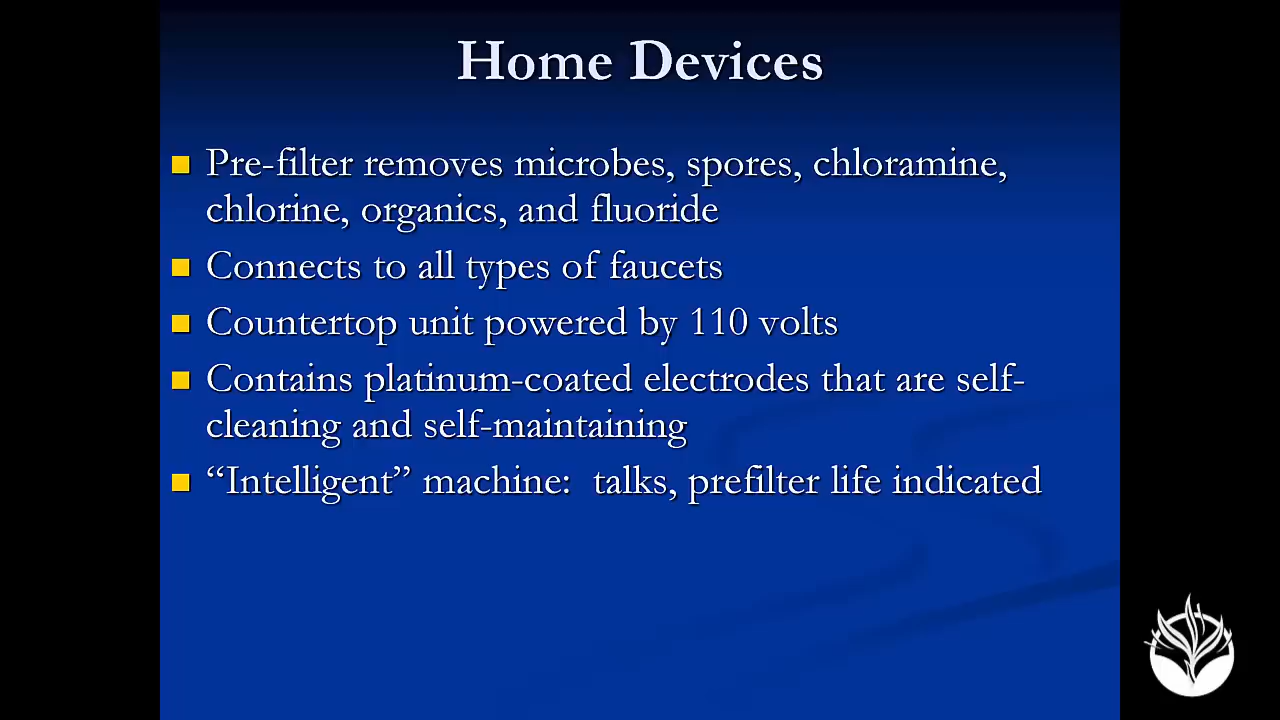 Home Devices
Pre-filter removes microbes, spores, chloramine,
chlorine, organics, and fluoride
Connects to all types of faucets
Countertop unit powered by 110 volts
Contains platinum-coated electrodes that are self-
cleaning and self-maintaining
“Intelligent” machine:  talks, prefilter life indicated